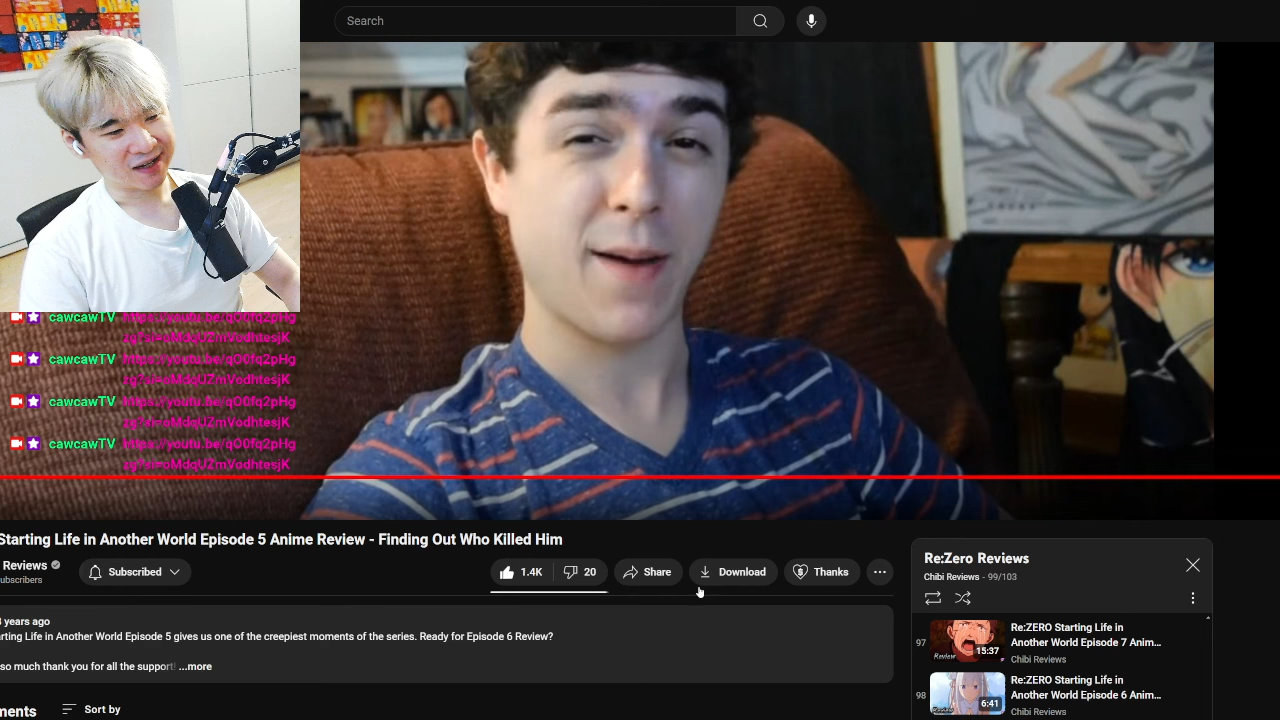 Search
cawcawTV https://youtu.be/qO0fq2pHg
zg?si=oMdqUZmVodhtesjK
cawcawTV https://youtu.be/qO0fq2pHg
zg?si=oMdqUZmVodhtesjK
cawcawTV https://youtu.be/qO0fq2pHg
zg?si=oMdqUZmVodhtesjK
cawcawTV https://youtu.be/qO0fq2pHg
zg?si=oMdqUZmVodhtesjK
Starting Life in Another World Episode 5 Anime Review - Finding Out Who Killed Him
Reviews
ubscribers
Subscribed
1.4K
20
Share
Download
Thanks
years ago
rting Life in Another World Episode 5 gives us one of the creepiest moments of the series. Ready for Episode 6 Review?
so much thank you for all the support! ...more
ments
Sort by
Re:Zero Reviews
Chibi Reviews - 99/103
97
Review
15:37
Re:ZERO Starting Life in
Another World Episode 7 Anim...
Chibi Reviews
98
6:41
Re:ZERO Starting Life in
Another World Episode 6 Anim...
Chibi Reviews